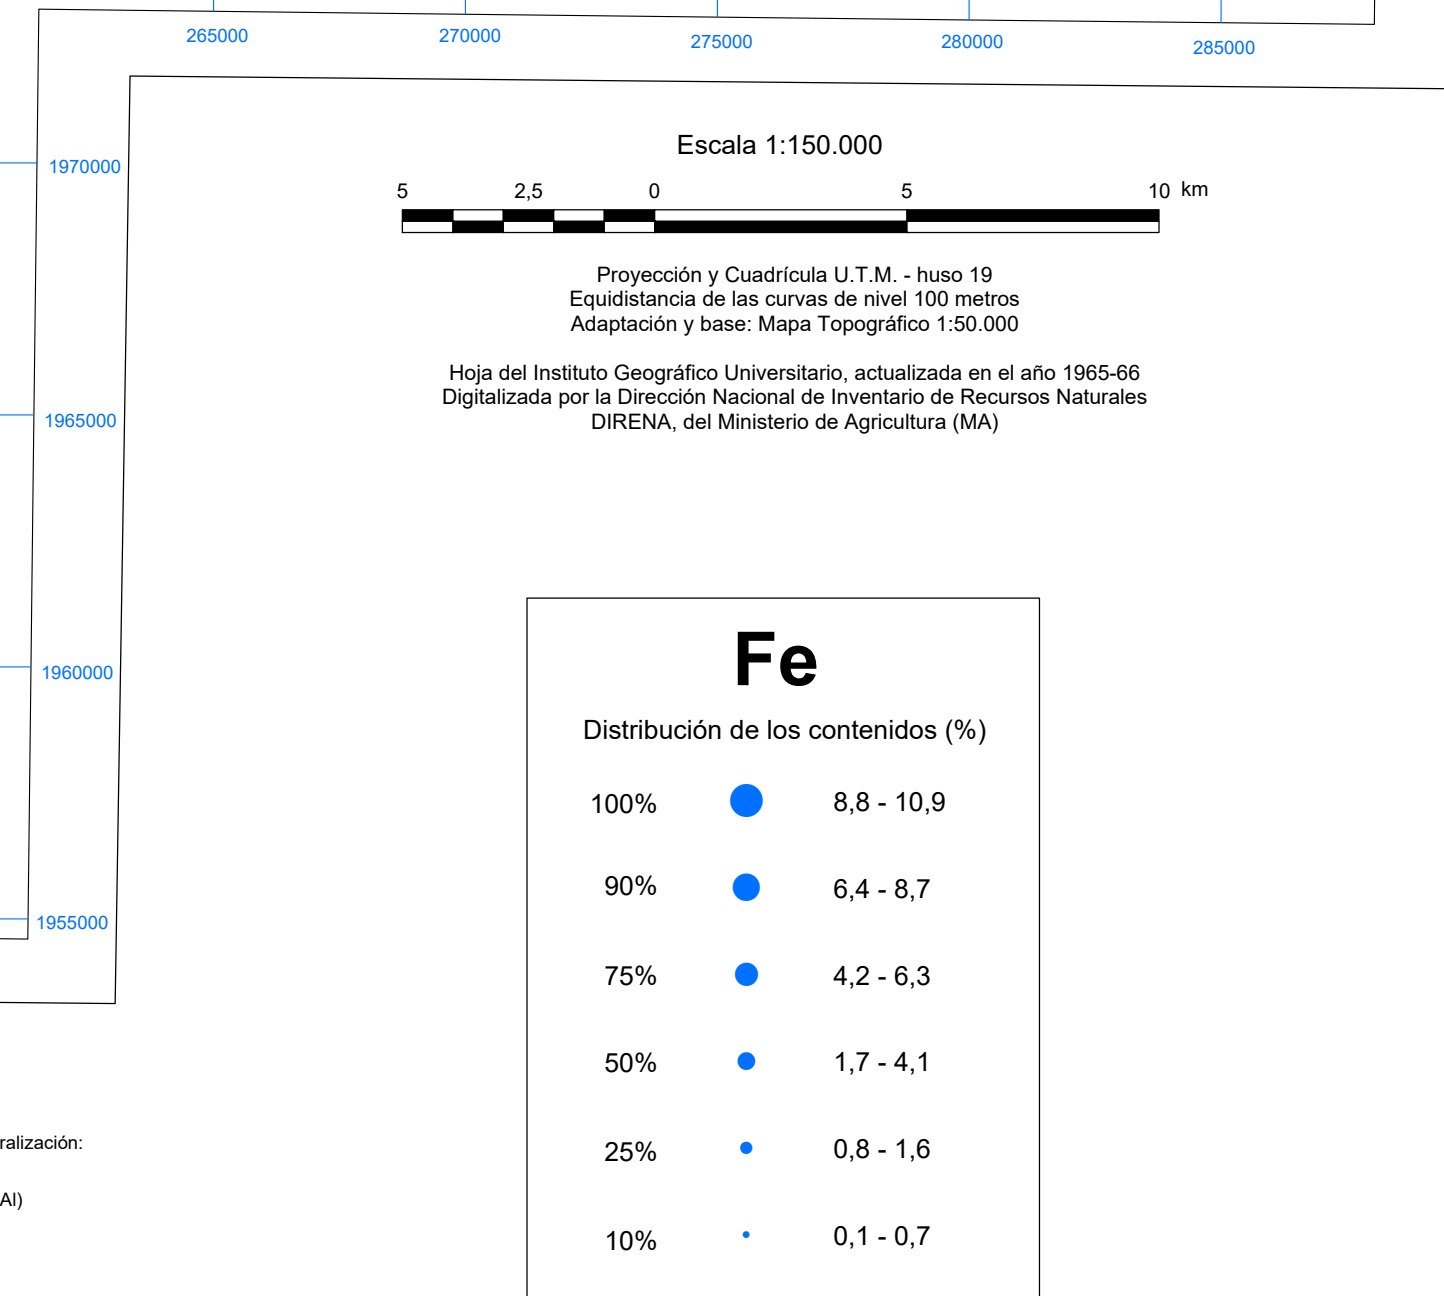 265000 270000 275000 280000 285000
1970000
1965000
1960000
1955000
Escala 1:150.000
5 2,5 0 5 10 km
Proyección y Cuadrícula U.T.M. - huso 19
Equidistancia de las curvas de nivel 100 metros
Adaptación y base: Mapa Topográfico 1:50.000
Hoja del Instituto Geográfico Universitario, actualizada en el año 1965-66
Digitalizada por la Dirección Nacional de Inventario de Recursos Naturales
DIRENA, del Ministerio de Agricultura (MA)
Fe
Distribución de los contenidos (%)
100% 8,8 - 10,9
90% 6,4 - 8,7
75% 4,2 - 6,3
50% 1,7 - 4,1
25% 0,8 - 1,6
10% 0,1 - 0,7
ralización:
Al)